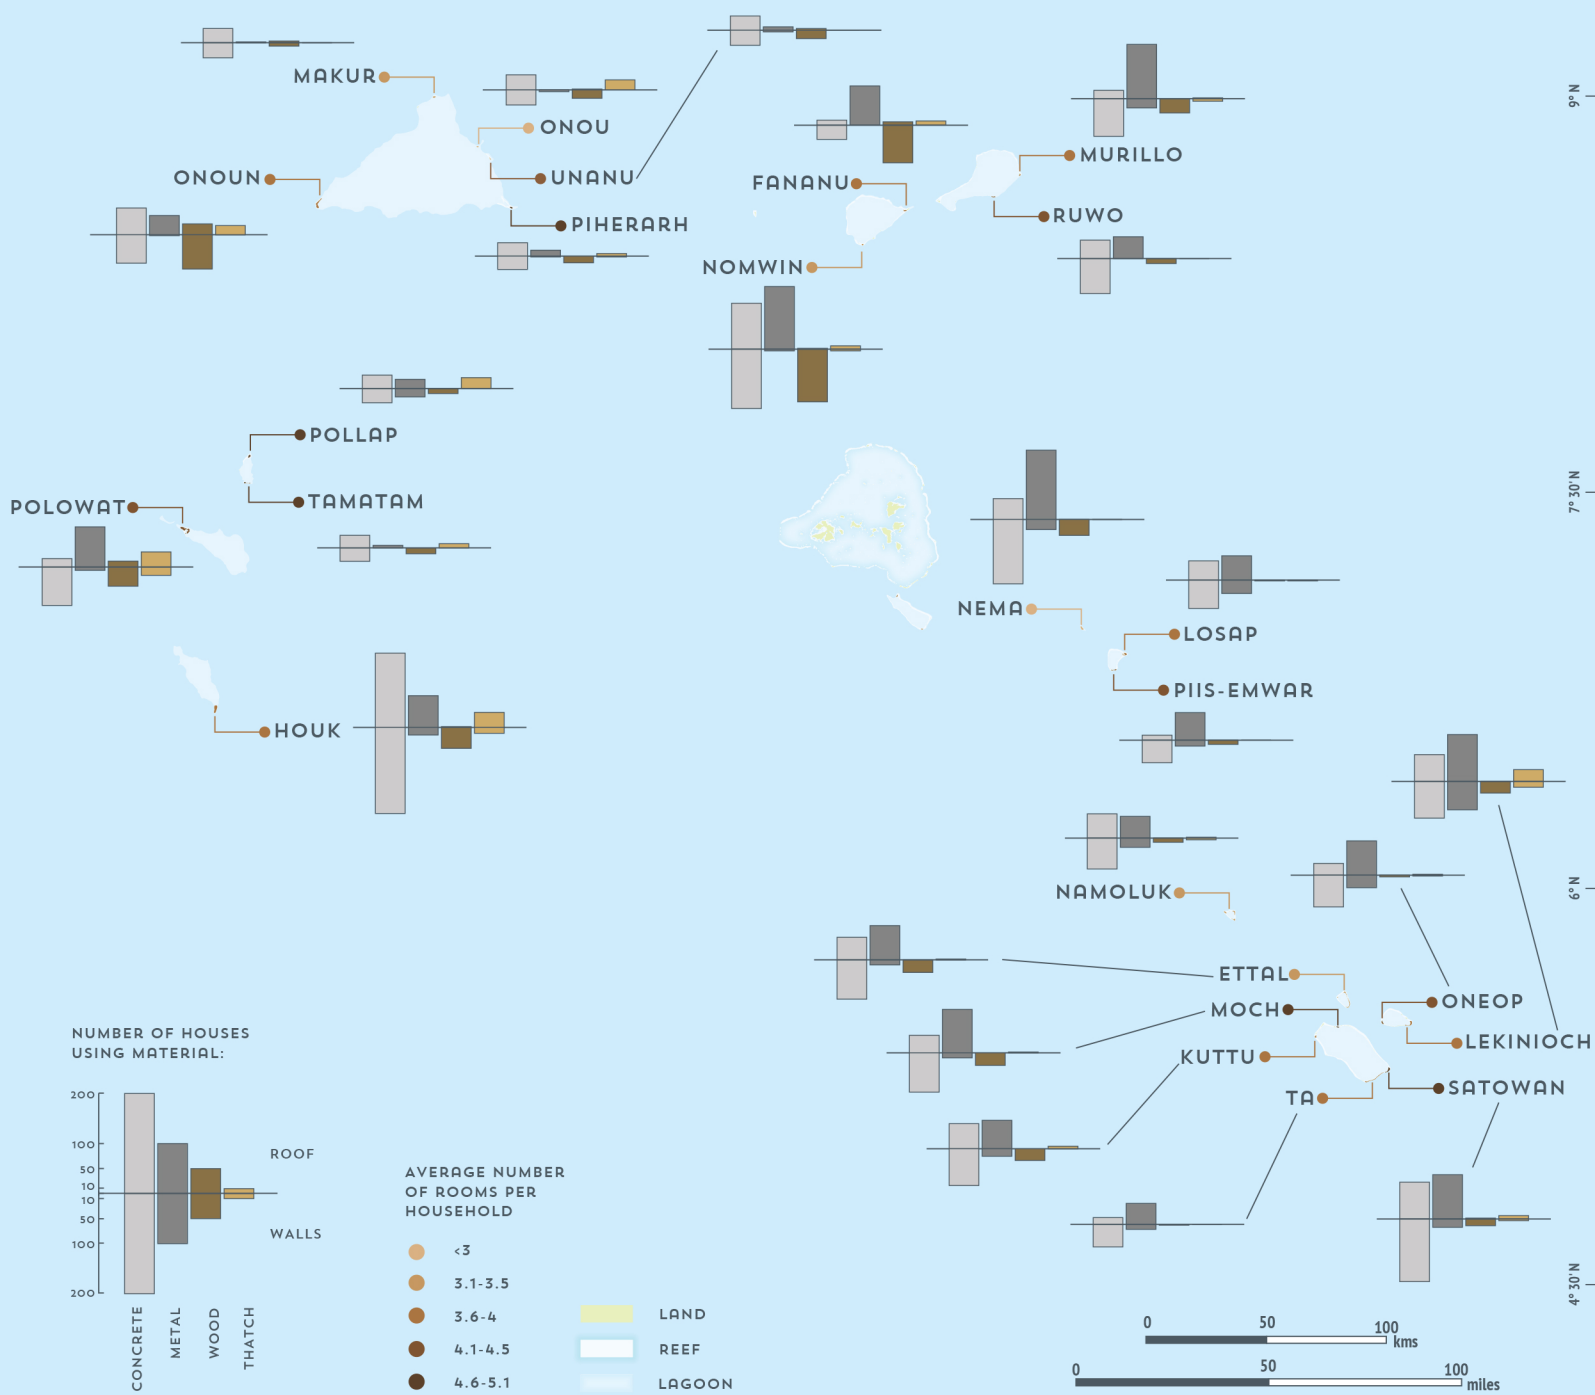 MAKUR
ONOU
ONOUN
UNANU
PIHERARH
FANANU
MURILLO
RUWO
NOMWIN
9°N
POLLAP
TAMATAM
POLOWAT
HOUK
7°30'N
NEMA
LOSAP
PIIS-EMWAR
NAMOLUK
6°N
ETTAL
MOCH
KUTTU
TA
ONEOP
LEKINIOCH
SATOWAN
4°30'N
NUMBER OF HOUSES
USING MATERIAL:
200
100
50
10
10
50
100
200
ROOF
WALLS
CONCRETE
METAL
WOOD
THATCH
AVERAGE NUMBER
OF ROOMS PER
HOUSEHOLD
<3
3.1-3.5
3.6-4
4.1-4.5
4.6-5.1
LAND
REEF
LAGOON
0 50 100 kms
0 50 100 miles